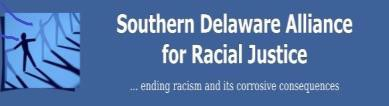 Southern Delaware Alliance
for Racial Justice
... ending racism and its corrosive consequences